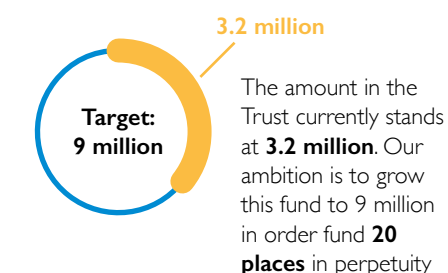 3.2 million
Target:
9 million
The amount in the
Trust currently stands
at 3.2 million. Our
ambition is to grow
this fund to 9 million
in order fund 20
places in perpetuity